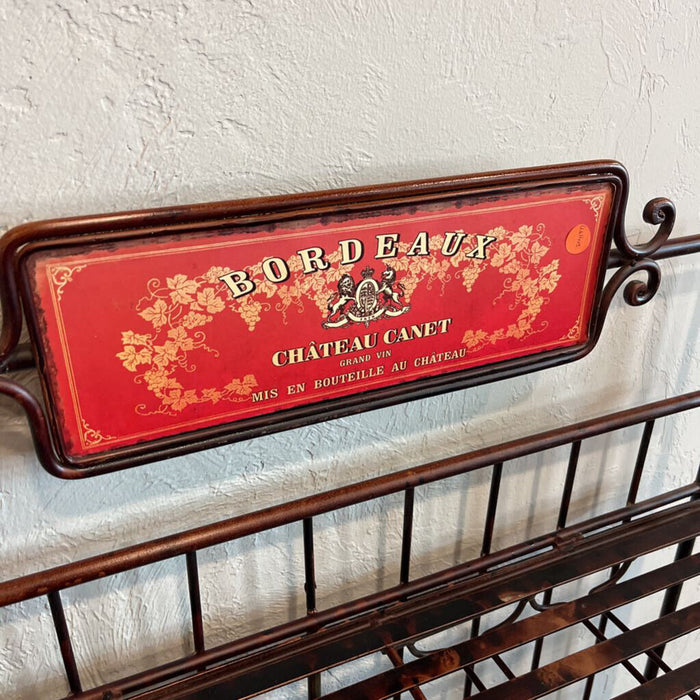 BORDEAUX
CHÂTEAU CANET
GRAND VIN
MIS EN BOUTEILLE AU CHÂTEAU